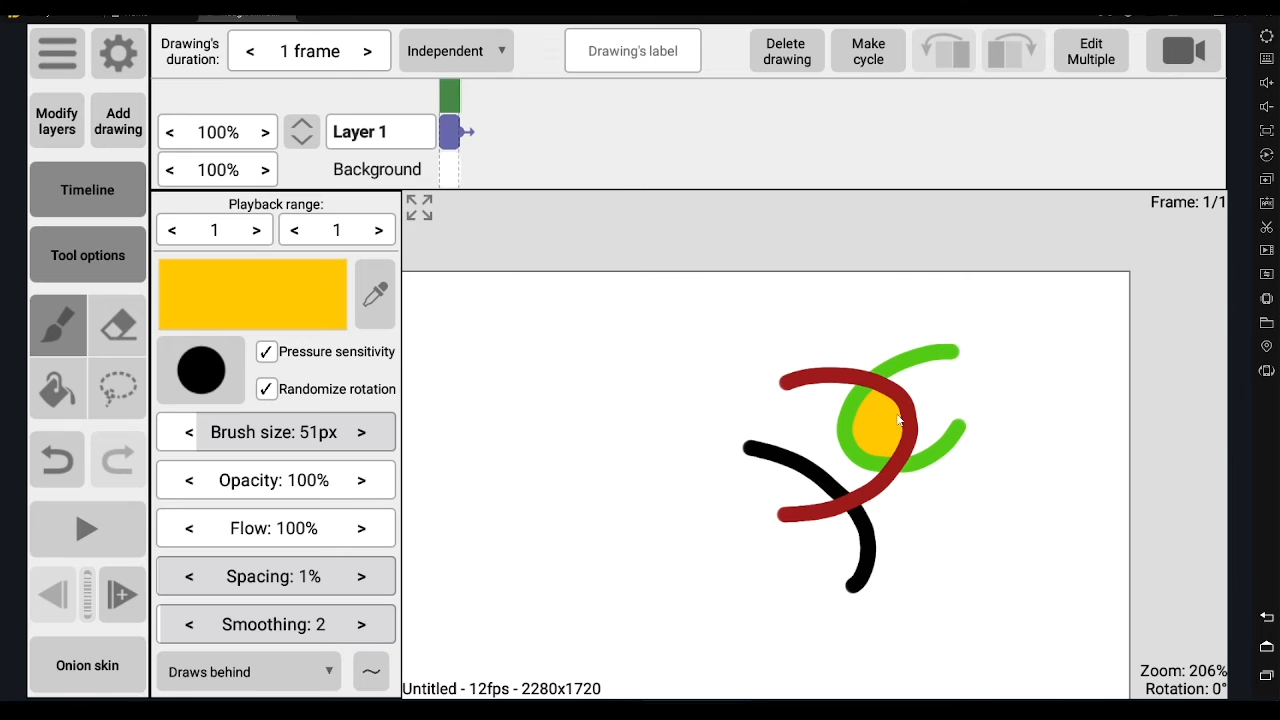 Drawing's duration:
< 1 frame >
Independent
Drawing's label
Delete drawing
Make cycle
Edit Multiple
Modify layers
Add drawing
< 100% >
Layer 1
< 100% >
Background
Timeline
Playback range:
< 1 >
< 1 >
Frame: 1/1
Tool options
Pressure sensitivity
Randomize rotation
< Brush size: 51px >
< Opacity: 100% >
< Flow: 100% >
< Spacing: 1% >
< Smoothing: 2 >
Onion skin
Draws behind
Untitled - 12fps - 2280x1720
Zoom: 206%
Rotation: 0°